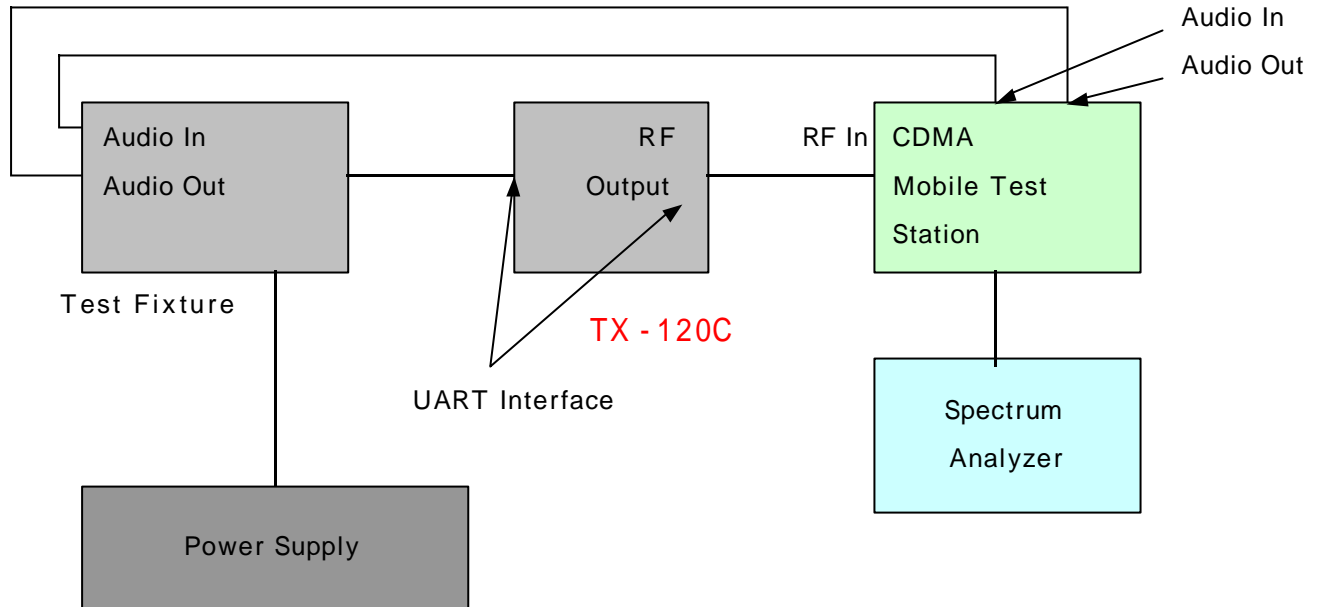 Audio In
Audio Out
Audio In
Audio Out
RF
Output
RF In
CDMA
Mobile Test
Station
Test Fixture
TX - 120C
UART Interface
Spectrum
Analyzer
Power Supply